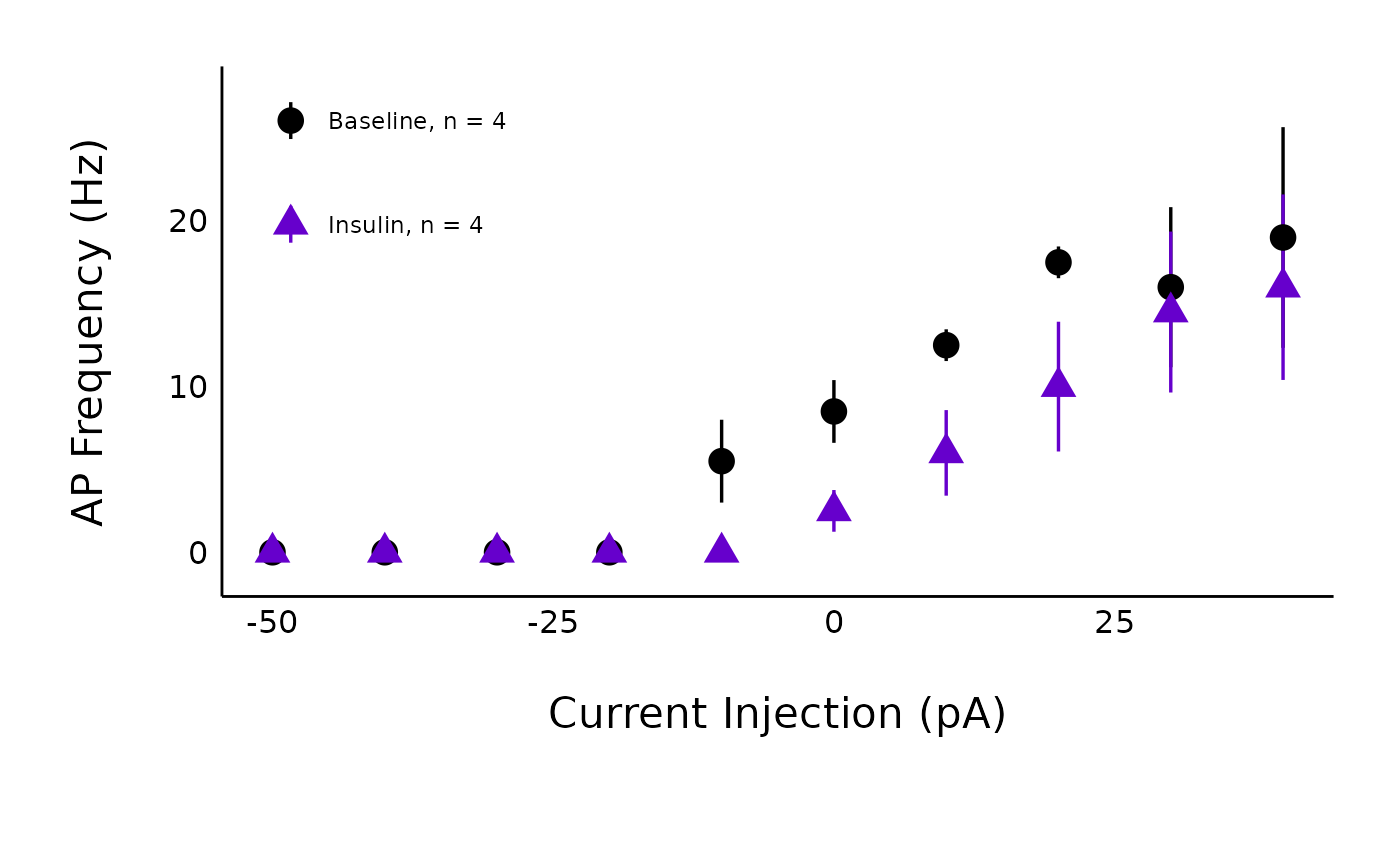 Baseline, n = 4
Insulin, n = 4
AP Frequency (Hz)
20
10
0
-50 -25 0 25
Current Injection (pA)